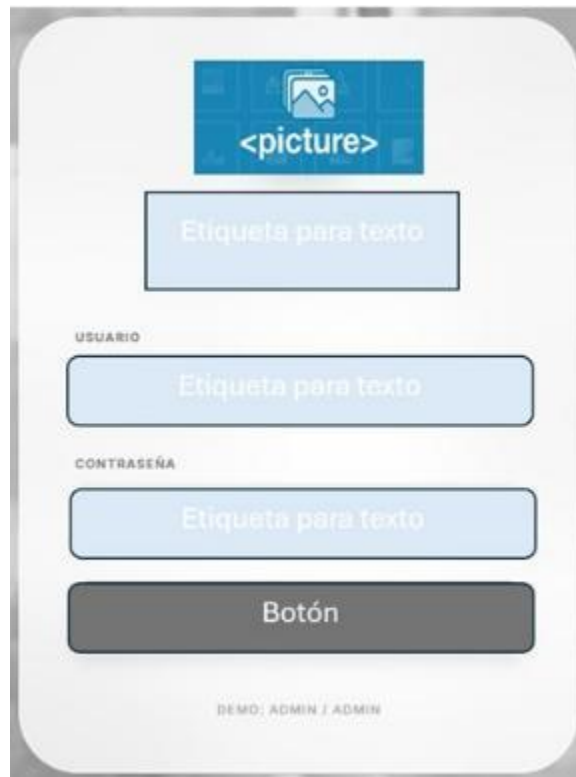 <picture>
Etiqueta para texto
USUARIO
Etiqueta para texto
CONTRASEÑA
Etiqueta para texto
Botón
DEMO: ADMIN / ADMIN